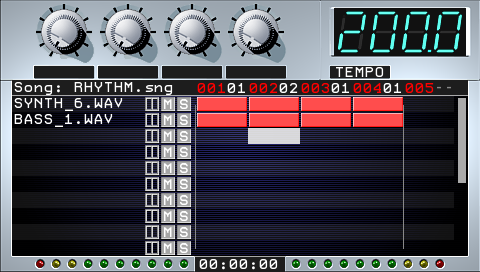 200.0
TEMPO
Song: RHYTHM.sng 001 01 002 02 003 01 004 01 005 --
SYNTH_6.WAV M S
BASS_1.WAV M S
M S
M S
M S
M S
M S
M S
M S
M S
00:00:00